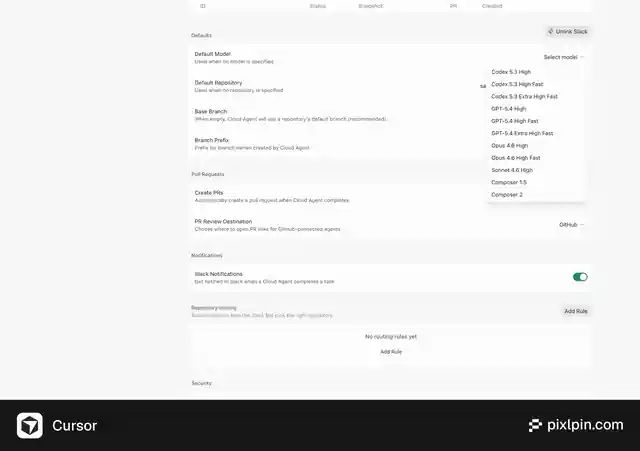 ID Status Snapshot PR Created
Unlink Slack
Defaults
Default Model
Used when no model is specified
Select model
Default Repository
Used when no repository is specified
Base Branch
When empty, Cloud Agent will use a repository's default branch (recommended)
Branch Prefix
Prefix for branch names created by Cloud Agent
Codex 5.3 High
Codex 5.3 High Fast
Codex 5.3 Extra High Fast
GPT-5.4 High
GPT-5.4 High Fast
GPT-5.4 Extra High Fast
Opus 4.6 High
Opus 4.6 High Fast
Sonnet 4.6 High
Composer 1.5
Composer 2
Pull Requests
Create PRs
Automatically create a pull request when Cloud Agent completes
PR Review Destination
Choose where to open PR links for GitHub-connected agents
GitHub
Notifications
Slack Notifications
Get notified in Slack when a Cloud Agent completes a task
Repository Routing
Add Rule
No routing rules yet
Add Rule
Security
Cursor
pixlpin.com